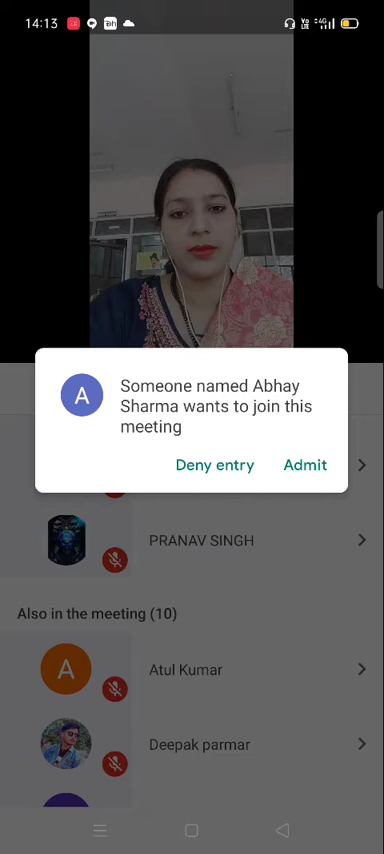 14:13
Someone named Abhay
Sharma wants to join this
meeting
Deny entry Admit
PRANAV SINGH
Also in the meeting (10)
A
Atul Kumar
Deepak parmar